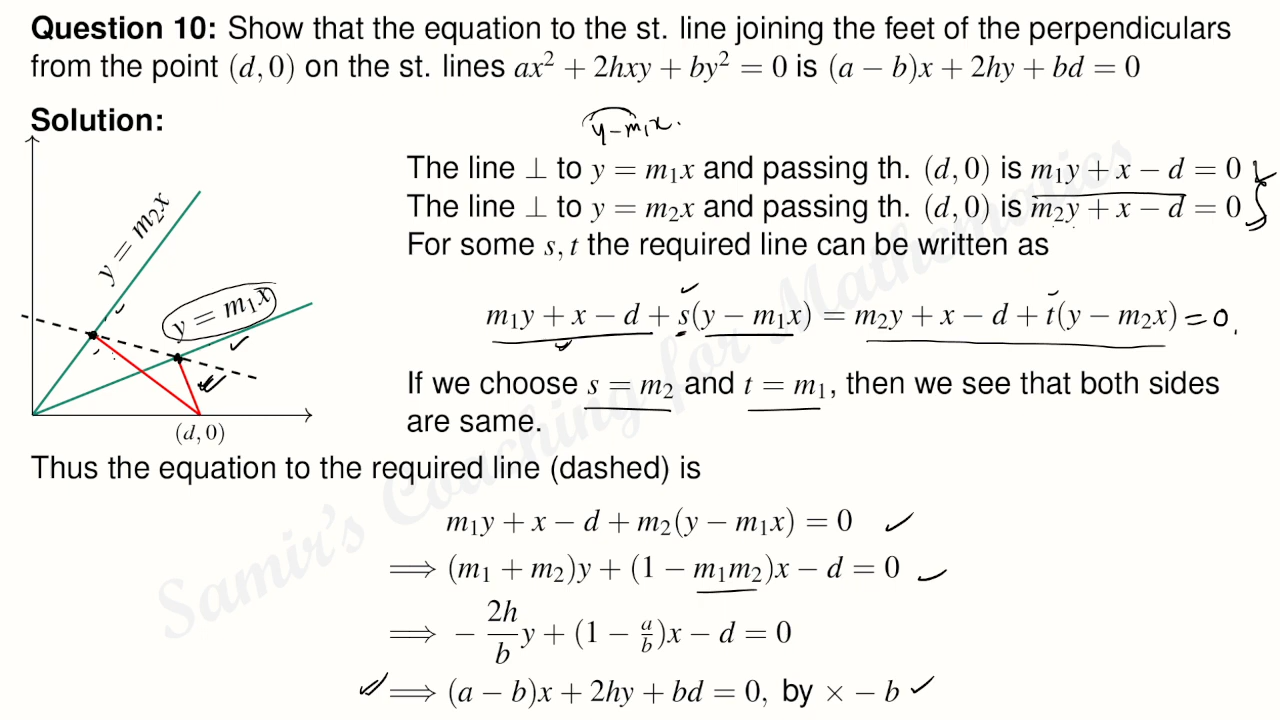 Question 10: Show that the equation to the st. line joining the feet of the perpendiculars
from the point (d, 0) on the st. lines ax² + 2hxy + by² = 0 is (a − b)x + 2hy + bd = 0
Solution:
y−m₁x.
The line ⊥ to y = m₁x and passing th. (d, 0) is m₁y + x − d = 0
The line ⊥ to y = m₂x and passing th. (d, 0) is m₂y + x − d = 0
For some s, t the required line can be written as
m₁y + x − d + s(y − m₁x) = m₂y + x − d + t(y − m₂x) = 0.
If we choose s = m₂ and t = m₁, then we see that both sides
are same.
y = m₂x
y = m₁x
(d, 0)
Thus the equation to the required line (dashed) is
m₁y + x − d + m₂(y − m₁x) = 0
⟹ (m₁ + m₂)y + (1 − m₁m₂)x − d = 0
⟹ − 2h/b y + (1 − a/b)x − d = 0
⟹ (a − b)x + 2hy + bd = 0, by × − b
Samir's Coaching for Mathematics